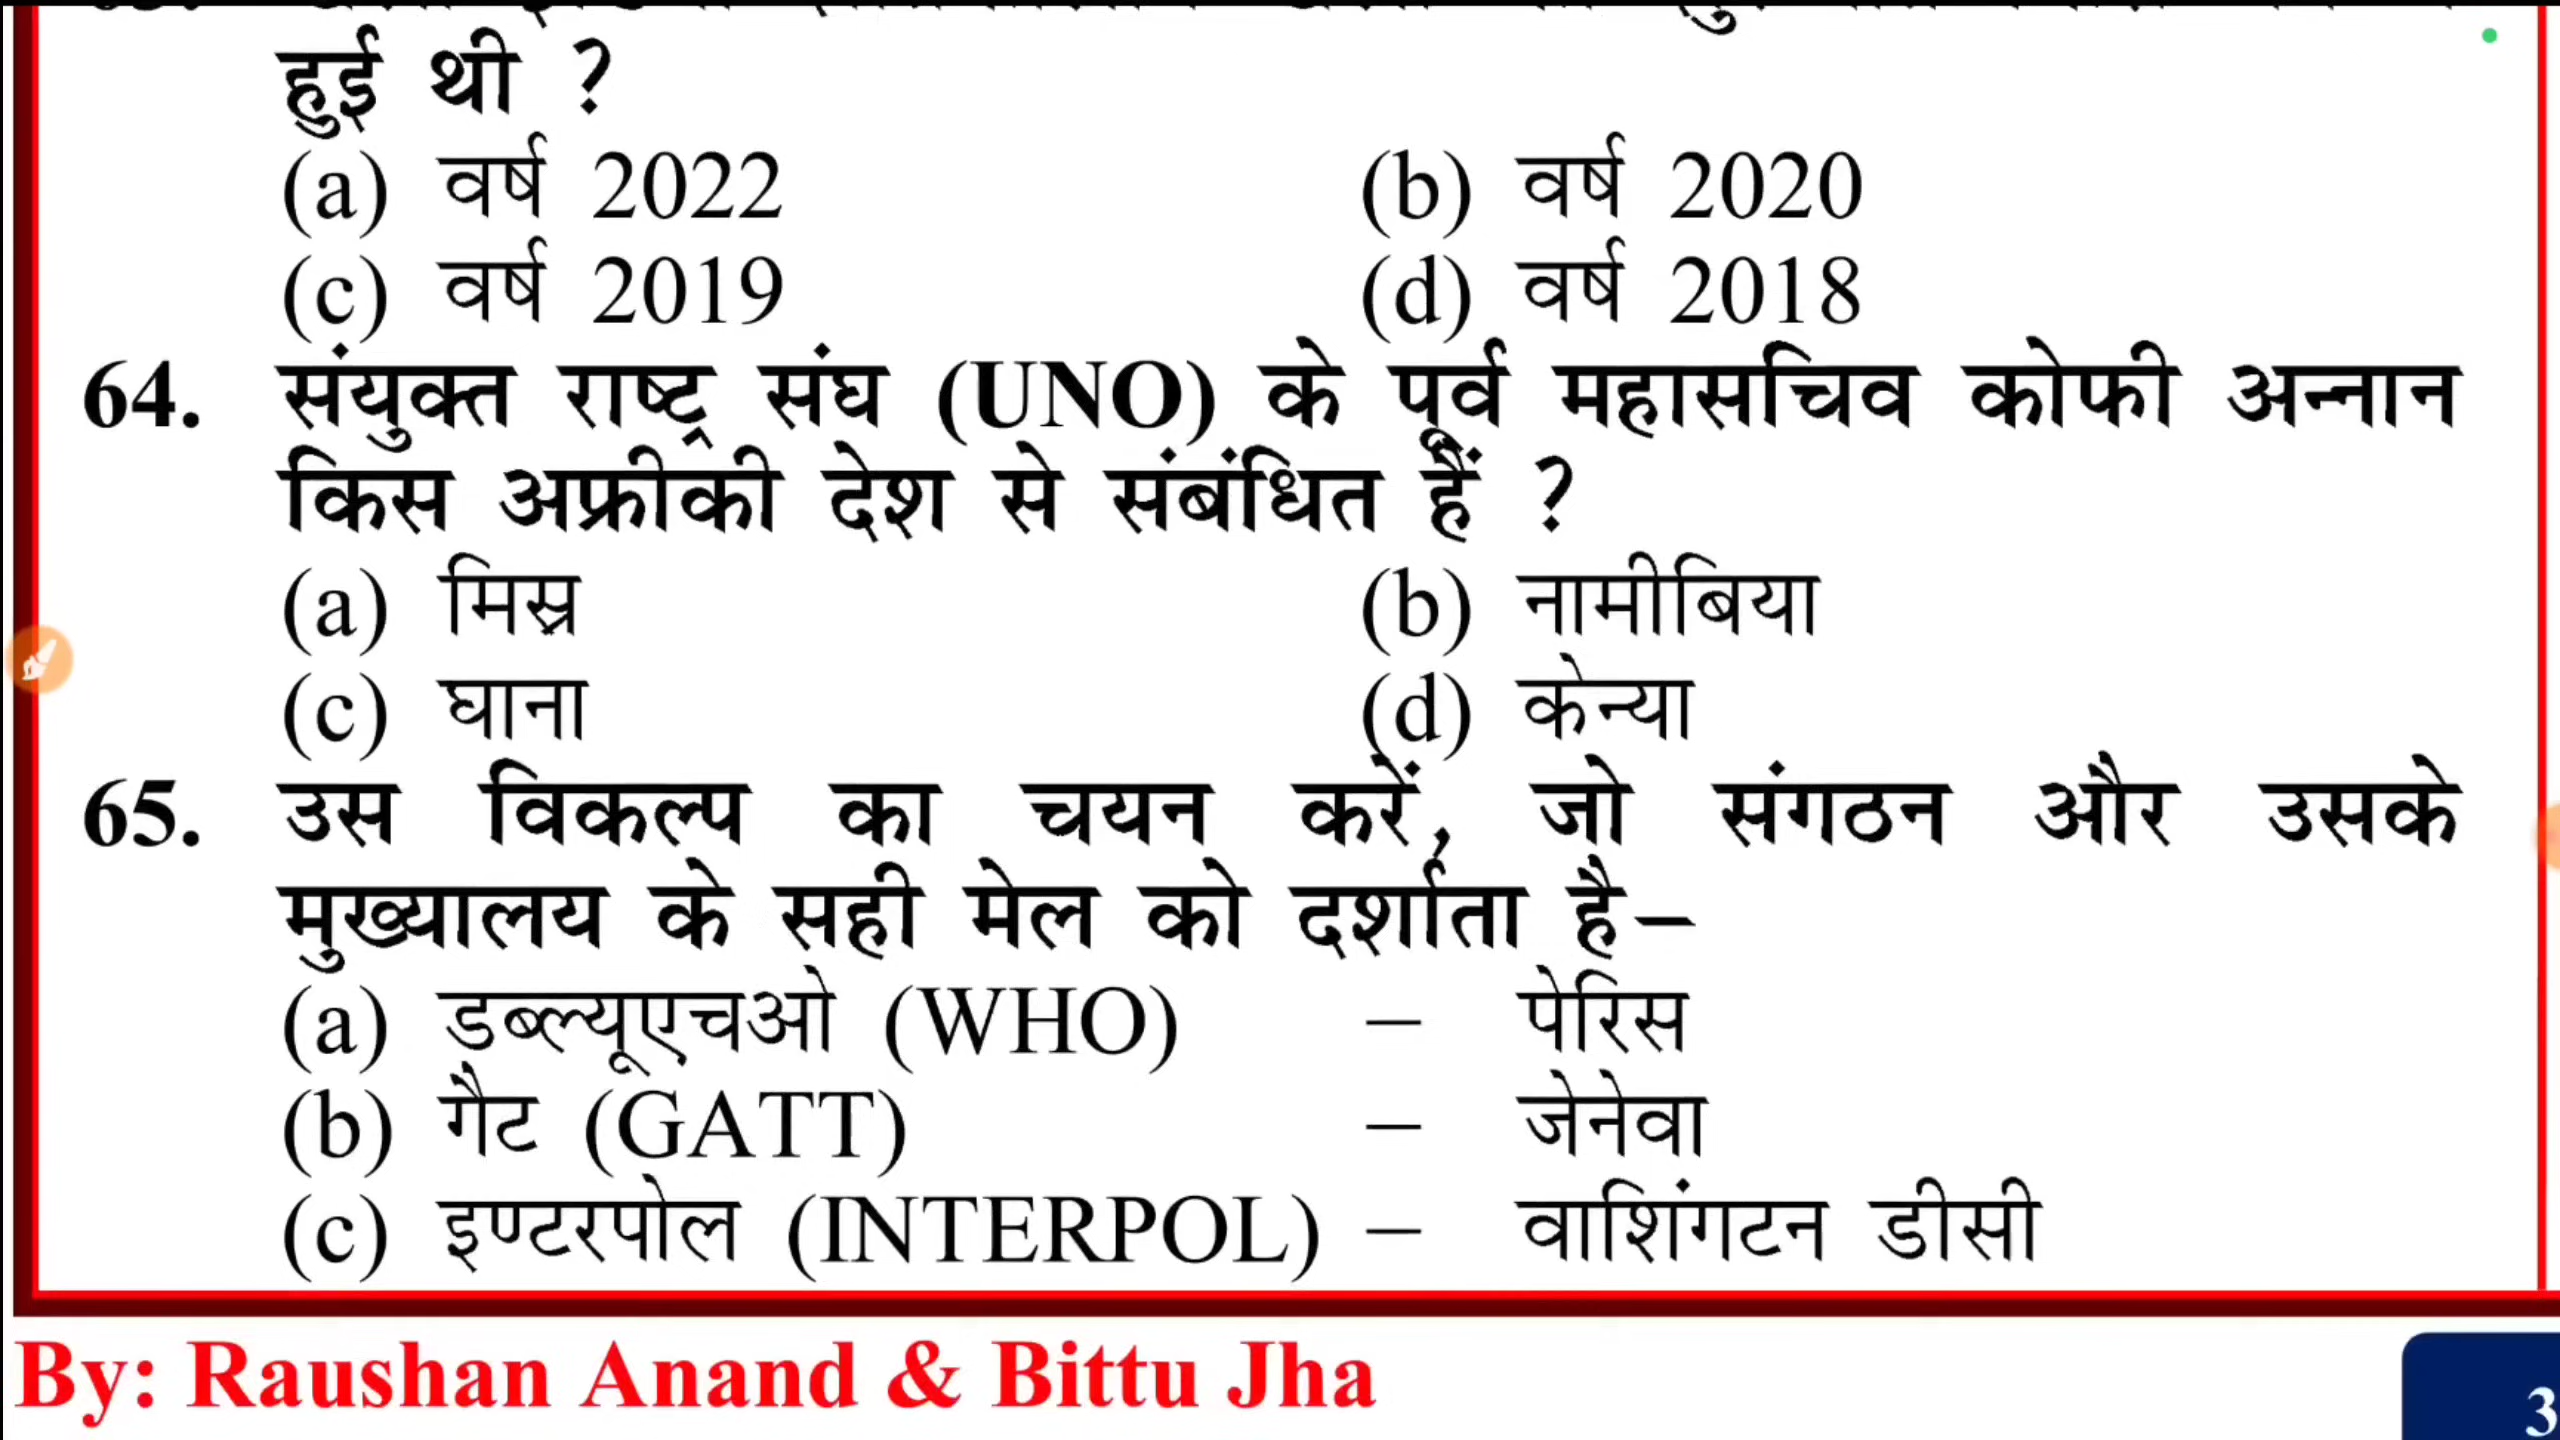 हुई थी ?
(a) वर्ष 2022 (b) वर्ष 2020
(c) वर्ष 2019 (d) वर्ष 2018
64. संयुक्त राष्ट्र संघ (UNO) के पूर्व महासचिव कोफी अन्नान
किस अफ्रीकी देश से संबंधित हैं ?
(a) मिस्र (b) नामीबिया
(c) घाना (d) केन्या
65. उस विकल्प का चयन करें, जो संगठन और उसके
मुख्यालय के सही मेल को दर्शाता है–
(a) डब्ल्यूएचओ (WHO) – पेरिस
(b) गैट (GATT) – जेनेवा
(c) इण्टरपोल (INTERPOL) – वाशिंगटन डीसी
By: Raushan Anand & Bittu Jha
3